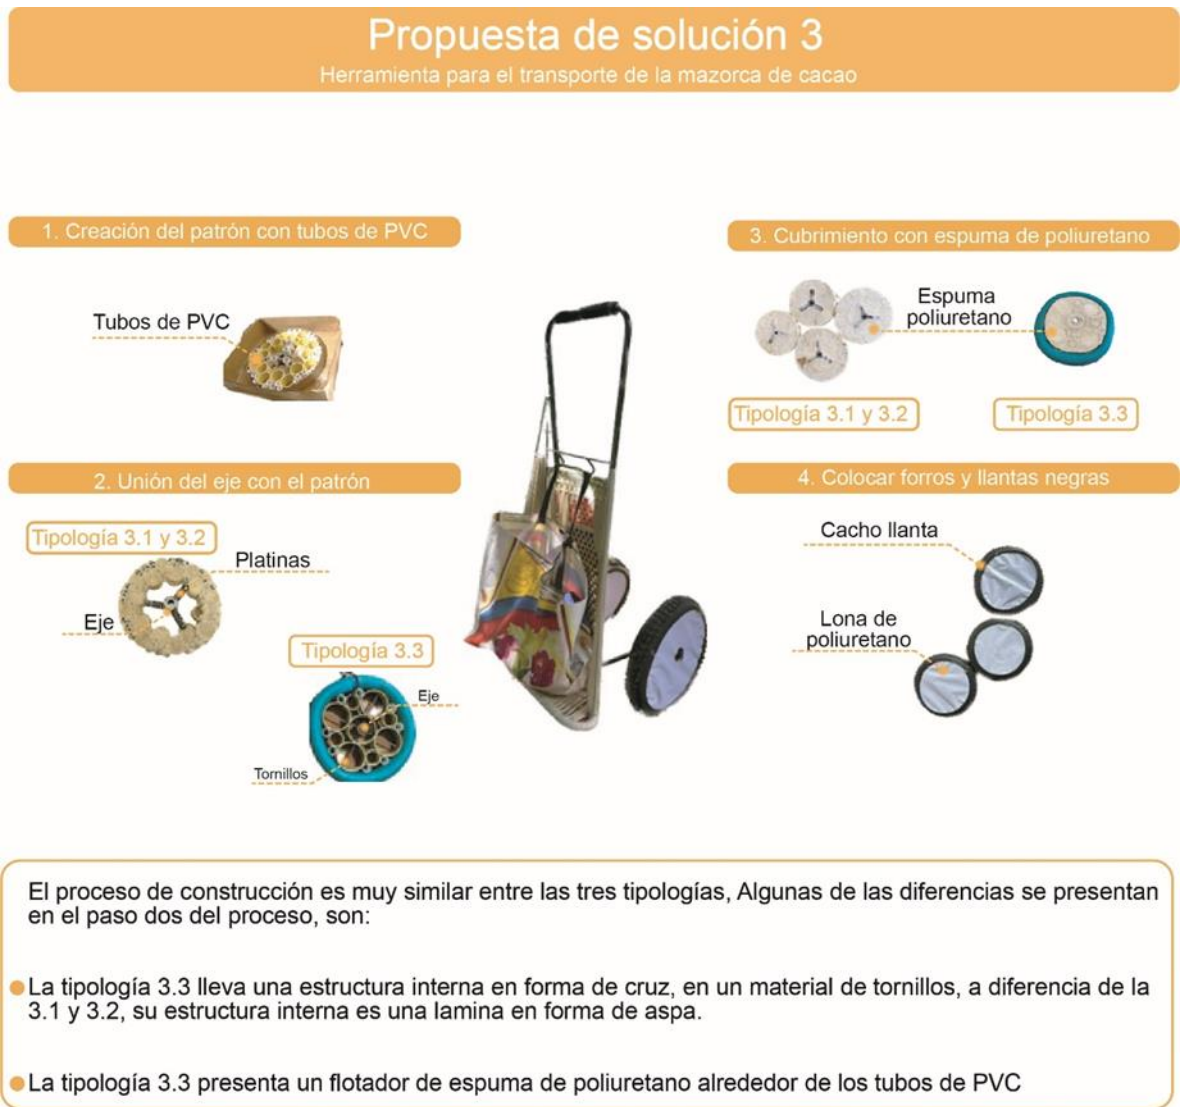 Propuesta de solución 3
Herramienta para el transporte de la mazorca de cacao
1. Creación del patrón con tubos de PVC
Tubos de PVC
2. Unión del eje con el patrón
Tipología 3.1 y 3.2
Platinas
Eje
Tipología 3.3
Eje
Tornillos
3. Cubrimiento con espuma de poliuretano
Espuma
poliuretano
Tipología 3.1 y 3.2
Tipología 3.3
4. Colocar forros y llantas negras
Cacho llanta
Lona de
poliuretano
El proceso de construcción es muy similar entre las tres tipologías, Algunas de las diferencias se presentan
en el paso dos del proceso, son:
La tipología 3.3 lleva una estructura interna en forma de cruz, en un material de tornillos, a diferencia de la
3.1 y 3.2, su estructura interna es una lamina en forma de aspa.
La tipología 3.3 presenta un flotador de espuma de poliuretano alrededor de los tubos de PVC